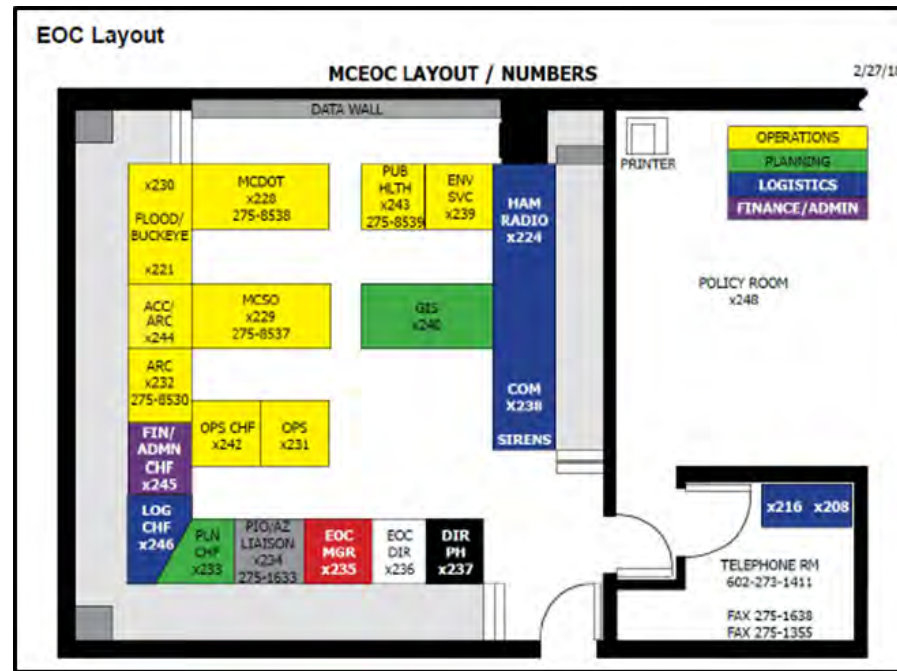 EOC Layout
MCEOC LAYOUT / NUMBERS
2/27/18
DATA WALL
PRINTER
OPERATIONS
PLANNING
LOGISTICS
FINANCE/ADMIN
x230
FLOOD/
BUCKEYE
x221
MCDOT
x228
275-8538
PUB
HLTH
x243
275-8539
ENV
SVC
x239
HAM
RADIO
x224
POLICY ROOM
x248
ACC/
ARC
x244
MCSO
x229
275-8537
GIS
x240
ARC
x232
275-8530
COM
X238
SIRENS
OPS CHF
x242
OPS
x231
FIN/
ADMN
CHF
x245
LOG
CHF
x246
PLN
CHF
x233
PIO/AZ
LIAISON
x234
275-1633
EOC
MGR
x235
EOC
DIR
x236
DIR
PH
x237
x216 x208
TELEPHONE RM
602-273-1411
FAX 275-1638
FAX 275-1355